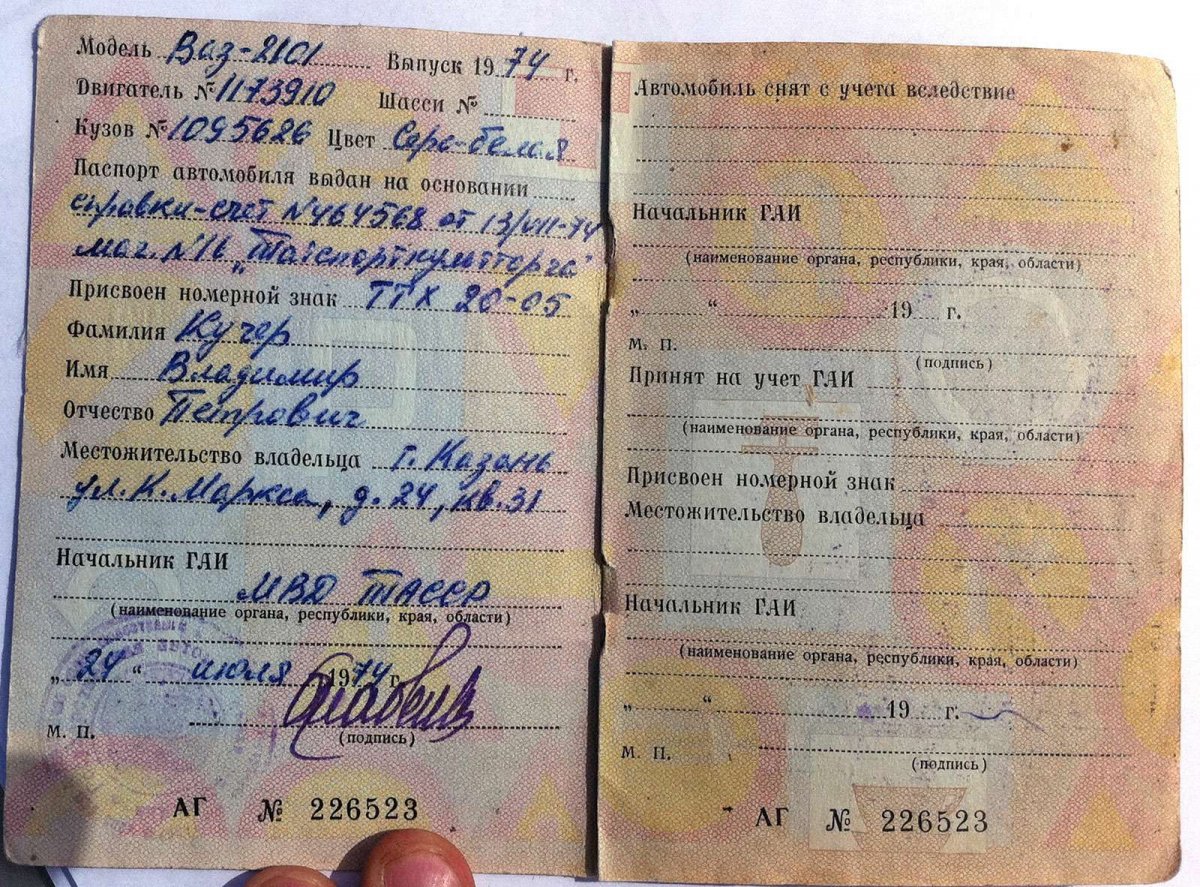 Модель Ваз-2101 Выпуск 1974 г.
Двигатель № 1173910 Шасси №
Кузов № 1095626 Цвет Серо-белая
Паспорт автомобиля выдан на основании
справки-счет N464568 от 13/VII-74
маг. N16 „Татспорткультторга"
Присвоен номерной знак ТТХ 20-05
Фамилия Кучер
Имя Владимир
Отчество Петрович
Местожительство владельца г. Казань
ул. К. Маркса, д. 24, кв. 31
Начальник ГАИ
МВД ТАССР
(наименование органа, республики, края, области)
„24“ июля 1974 г.
М. П.
(подпись)
АГ № 226523
Автомобиль снят с учета вследствие
Начальник ГАИ
(наименование органа, республики, края, области)
„ “ 19 г.
М. П.
(подпись)
Принят на учет ГАИ
(наименование органа, республики, края, области)
Присвоен номерной знак
Местожительство владельца
Начальник ГАИ
(наименование органа, республики, края, области)
„ “ 19 г.
М. П.
(подпись)
АГ № 226523